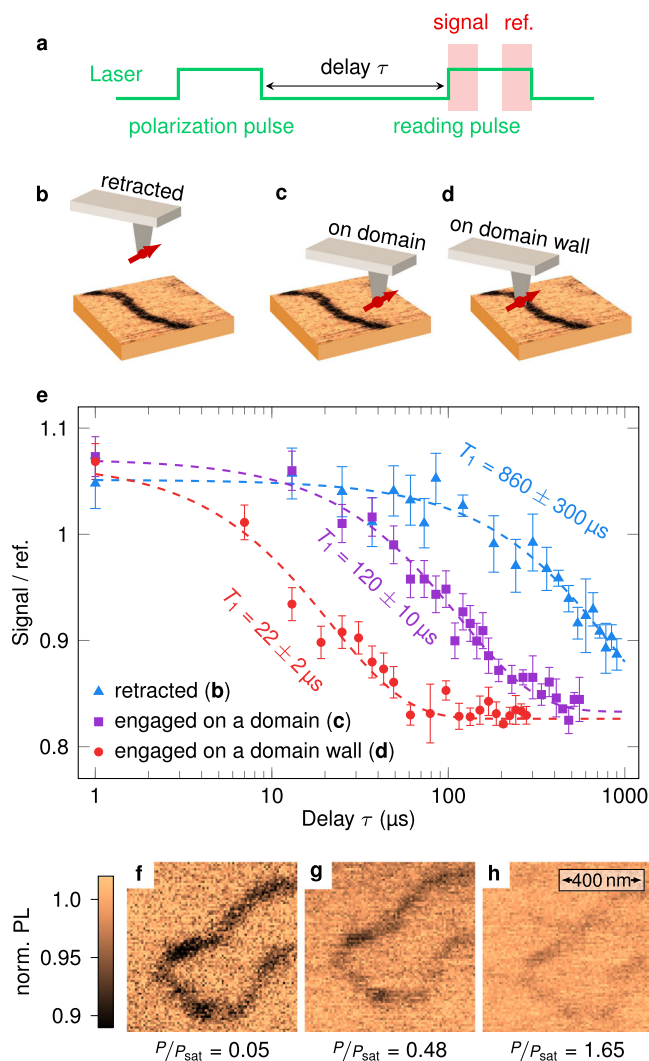 a
signal ref.
Laser
delay τ
polarization pulse reading pulse
b retracted
c on domain
d on domain wall
e
1.1
1
0.9
0.8
Signal / ref.
T1 = 860 ± 300 µs
T1 = 120 ± 10 µs
T1 = 22 ± 2 µs
retracted (b)
engaged on a domain (c)
engaged on a domain wall (d)
1 10 100 1000
Delay τ (µs)
f g h
400 nm
1.0
0.95
0.9
norm. PL
P/Psat = 0.05 P/Psat = 0.48 P/Psat = 1.65